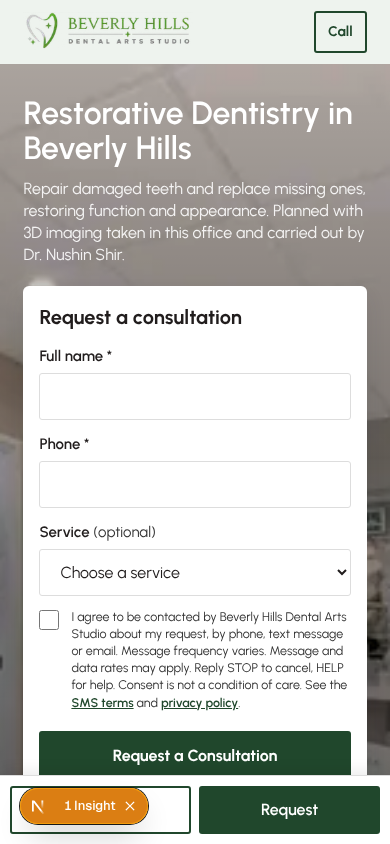 BEVERLY HILLS
DENTAL ARTS STUDIO
Call
Restorative Dentistry in
Beverly Hills
Repair damaged teeth and replace missing ones,
restoring function and appearance. Planned with
3D imaging taken in this office and carried out by
Dr. Nushin Shir.
Request a consultation
Full name *
Phone *
Service (optional)
Choose a service
I agree to be contacted by Beverly Hills Dental Arts
Studio about my request, by phone, text message
or email. Message frequency varies. Message and
data rates may apply. Reply STOP to cancel, HELP
for help. Consent is not a condition of care. See the
SMS terms and privacy policy.
Request a Consultation
N 1 Insight
Request